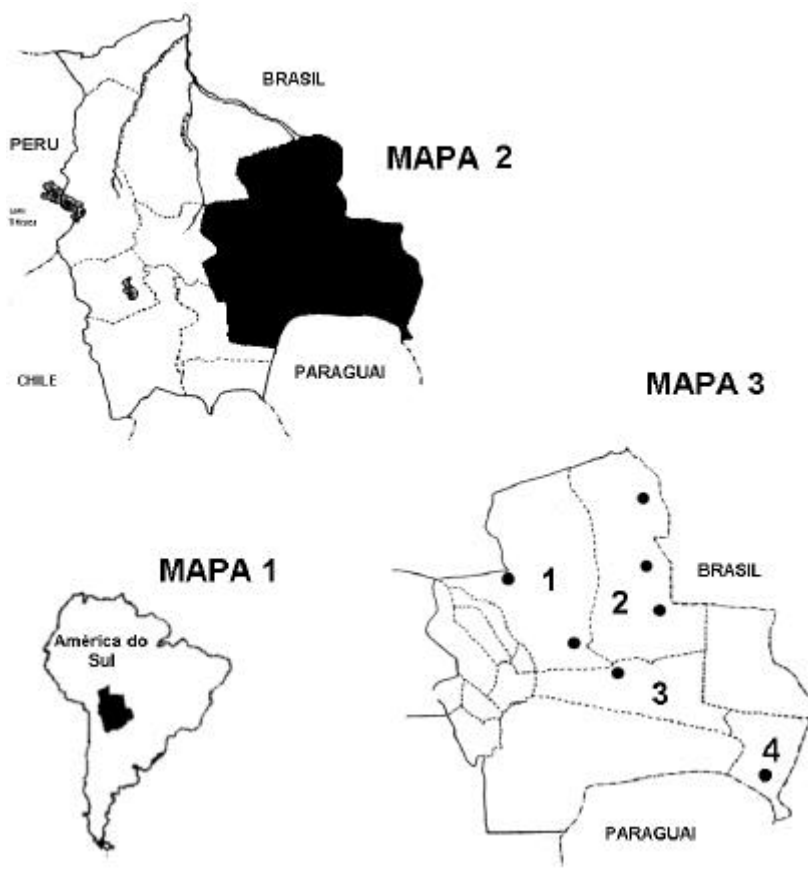 BRASIL
PERU
MAPA 2
CHILE
PARAGUAI
MAPA 3
MAPA 1
América do
Sul
1
BRASIL
2
3
4
PARAGUAI